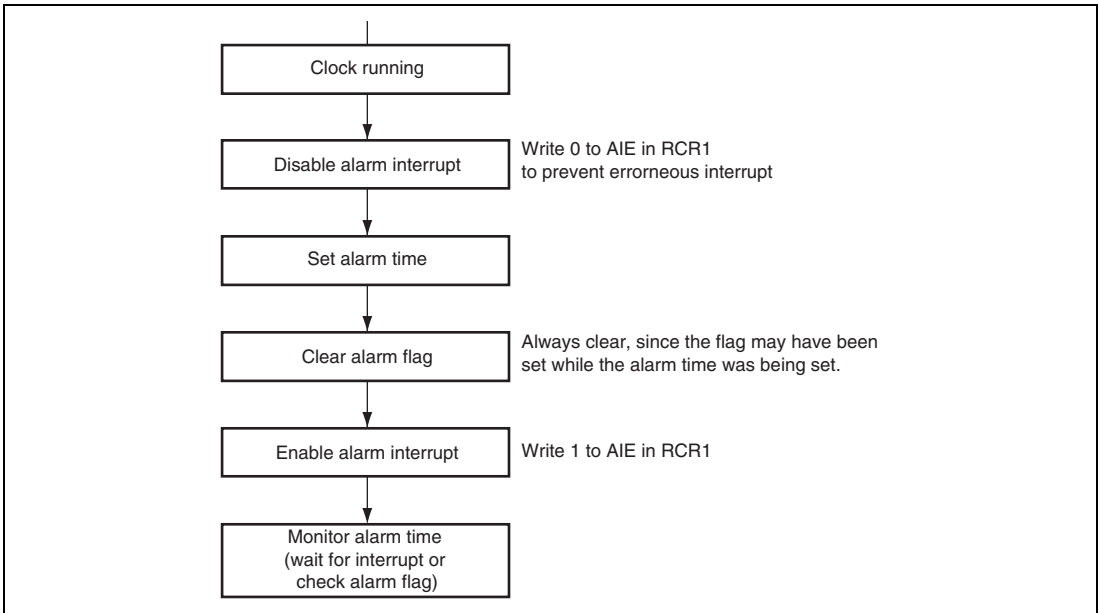 Clock running
Disable alarm interrupt
Write 0 to AIE in RCR1
to prevent errorneous interrupt
Set alarm time
Clear alarm flag
Always clear, since the flag may have been
set while the alarm time was being set.
Enable alarm interrupt
Write 1 to AIE in RCR1
Monitor alarm time
(wait for interrupt or
check alarm flag)